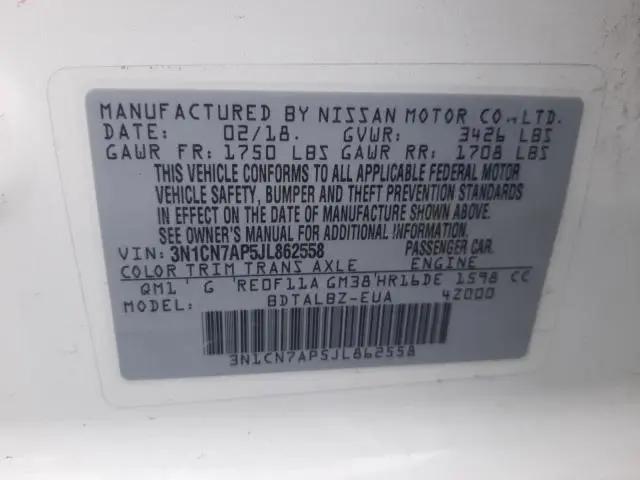 MANUFACTURED BY NISSAN MOTOR CO., LTD.
DATE: 02/18. GVWR: 3426 LBS
GAWR FR: 1750 LBS GAWR RR: 1708 LBS
THIS VEHICLE CONFORMS TO ALL APPLICABLE FEDERAL MOTOR
VEHICLE SAFETY, BUMPER AND THEFT PREVENTION STANDARDS
IN EFFECT ON THE DATE OF MANUFACTURE SHOWN ABOVE.
SEE OWNER'S MANUAL FOR ADDITIONAL INFORMATION.
VIN: 3N1CN7AP5JL862558 PASSENGER CAR.
COLOR TRIM TRANS AXLE ENGINE
QM1 G RE0F11A GM38 HR16DE 1598 CC
MODEL: BDTALBZ-EUA 42000
3N1CN7AP5JL862558